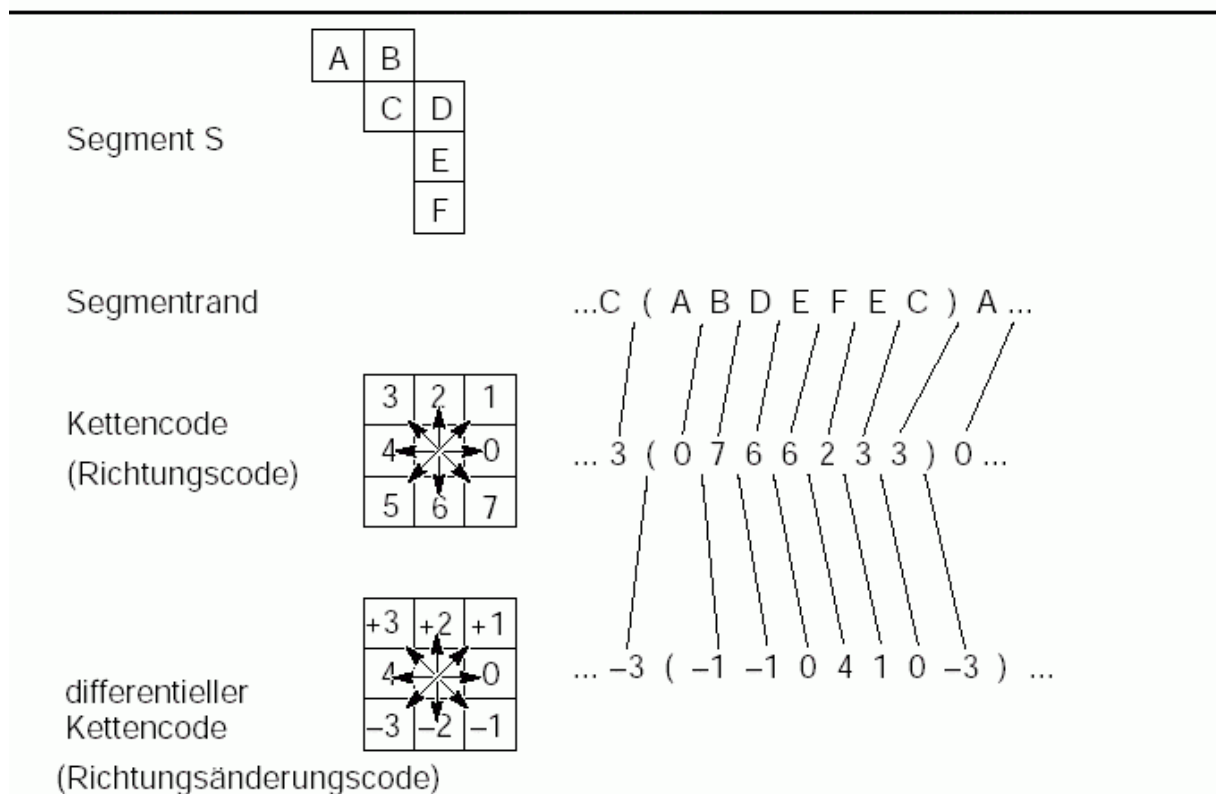 A B
C D
Segment S
E
F
Segmentrand
...C ( A B D E F E C ) A...
3 2 1
Kettencode
4 0
... 3 ( 0 7 6 6 2 3 3 ) 0...
(Richtungscode)
5 6 7
+3 +2 +1
4 0
... –3 ( –1 –1 0 4 1 0 –3 ) ...
differentieller
Kettencode
–3 –2 –1
(Richtungsänderungscode)